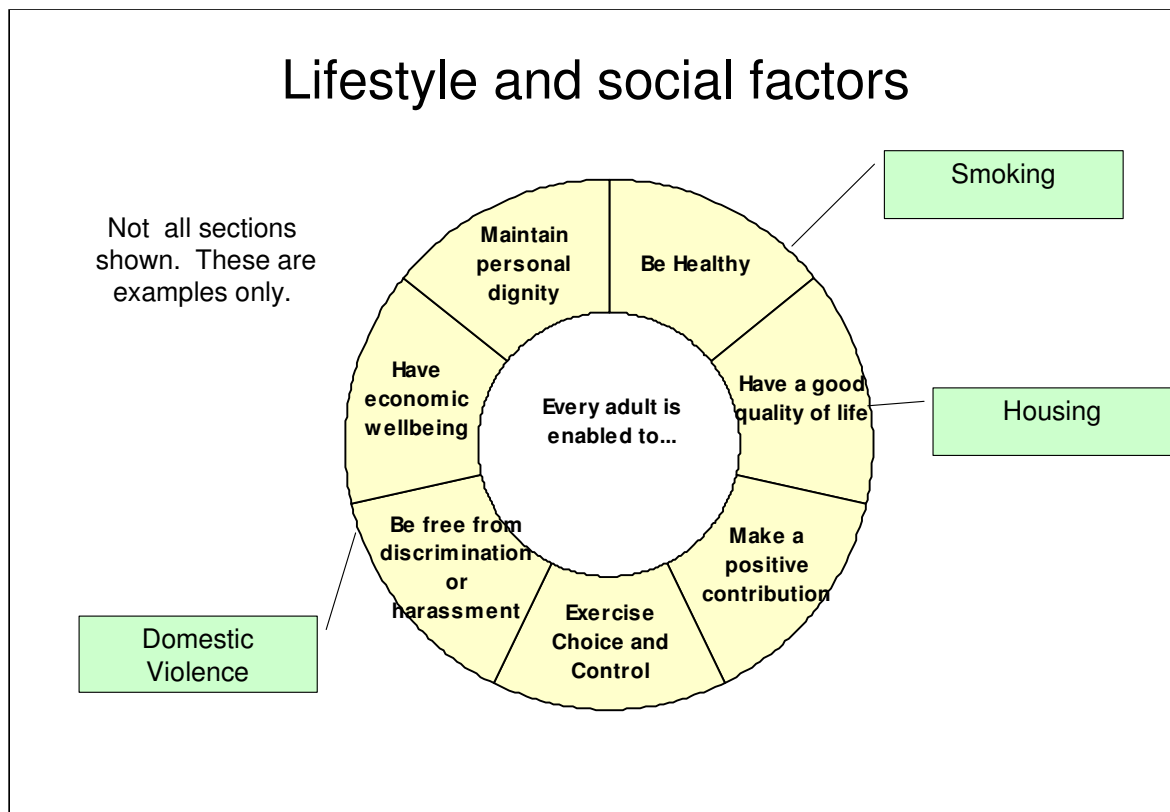 Lifestyle and social factors
Not all sections
shown. These are
examples only.
Smoking
Maintain
personal
dignity
Be Healthy
Have
economic
wellbeing
Every adult is
enabled to...
Have a good
quality of life
Housing
Be free from
discrimination
or
harassment
Make a
positive
contribution
Exercise
Choice and
Control
Domestic
Violence